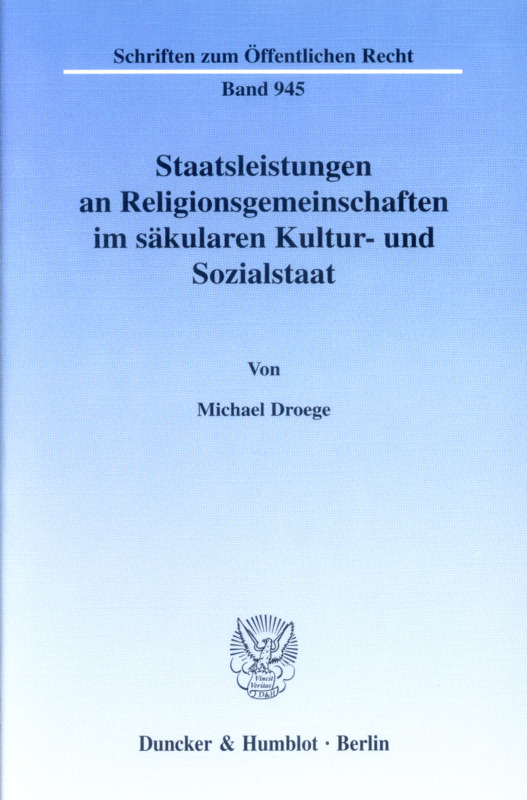 Schriften zum Öffentlichen Recht
Band 945
Staatsleistungen
an Religionsgemeinschaften
im säkularen Kultur- und
Sozialstaat
Von
Michael Droege
Vincit
Veritas
D&H
Duncker & Humblot · Berlin